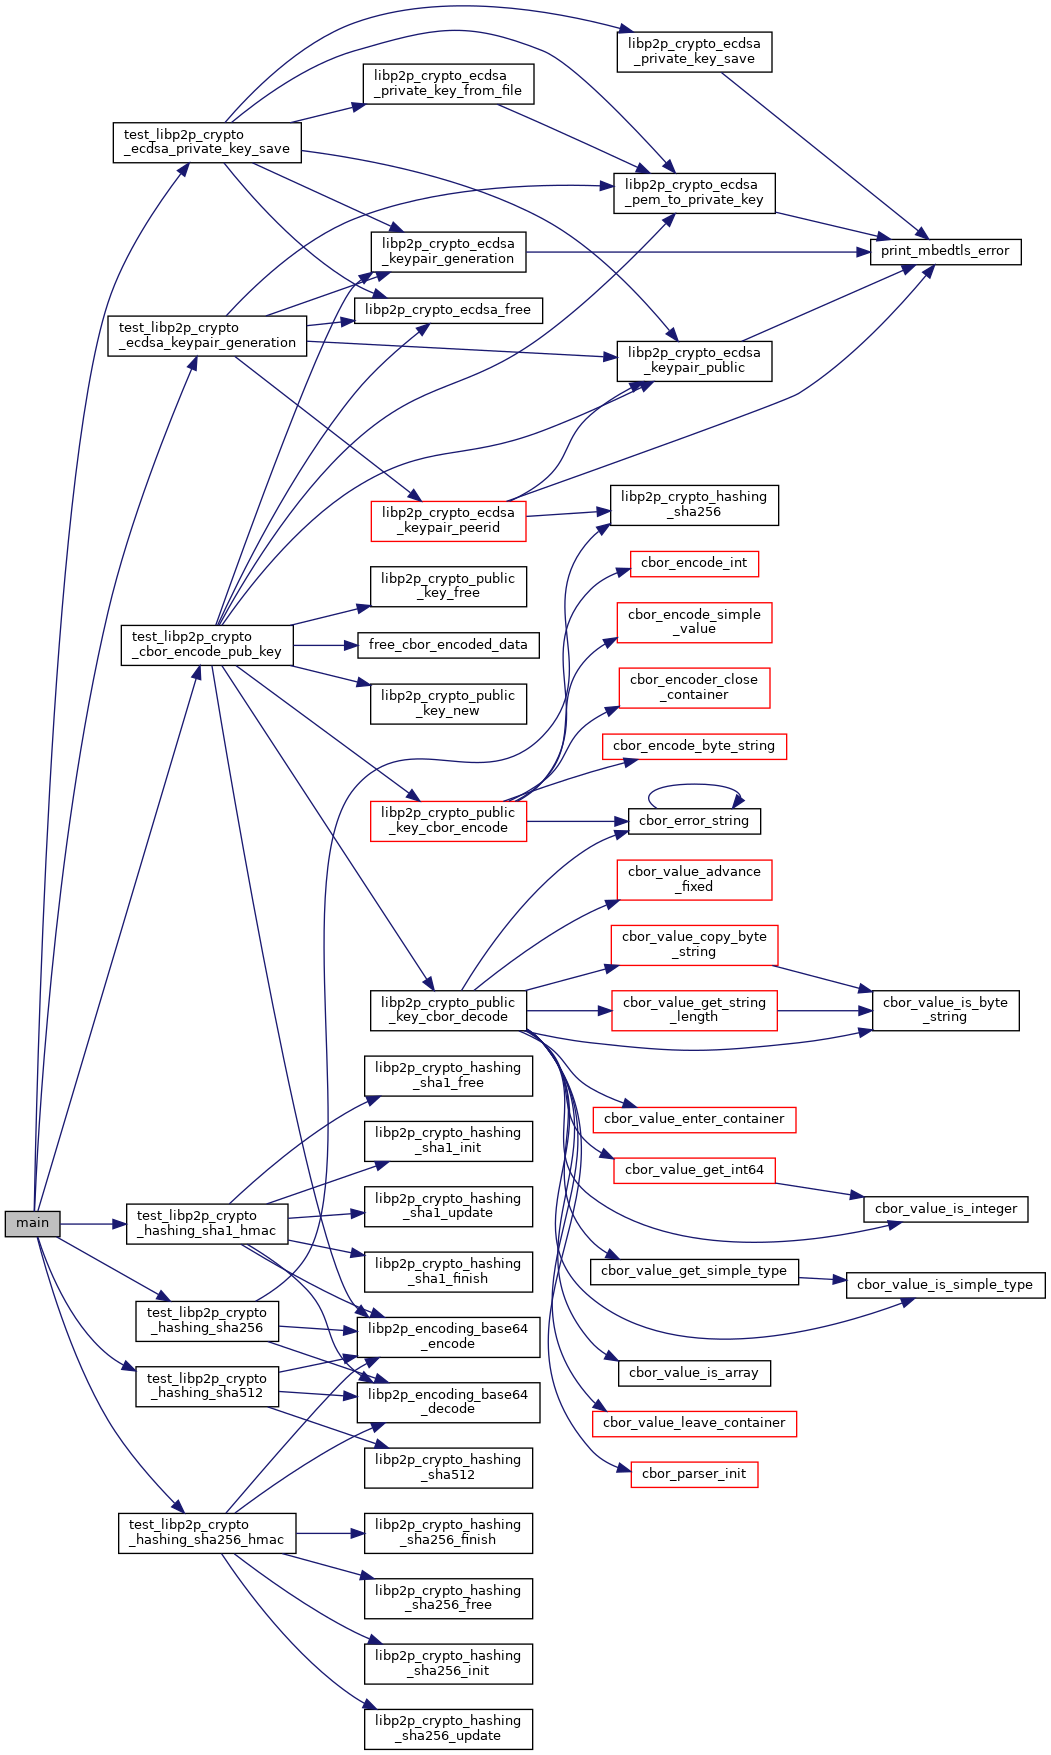 main
test_libp2p_crypto
_ecdsa_private_key_save
test_libp2p_crypto
_ecdsa_keypair_generation
test_libp2p_crypto
_cbor_encode_pub_key
test_libp2p_crypto
_hashing_sha1_hmac
test_libp2p_crypto
_hashing_sha256
test_libp2p_crypto
_hashing_sha512
test_libp2p_crypto
_hashing_sha256_hmac
libp2p_crypto_ecdsa
_private_key_from_file
libp2p_crypto_ecdsa
_keypair_generation
libp2p_crypto_ecdsa_free
libp2p_crypto_ecdsa
_keypair_peerid
libp2p_crypto_public
_key_free
free_cbor_encoded_data
libp2p_crypto_public
_key_new
libp2p_crypto_public
_key_cbor_encode
libp2p_crypto_public
_key_cbor_decode
libp2p_crypto_hashing
_sha1_free
libp2p_crypto_hashing
_sha1_init
libp2p_crypto_hashing
_sha1_update
libp2p_crypto_hashing
_sha1_finish
libp2p_encoding_base64
_encode
libp2p_encoding_base64
_decode
libp2p_crypto_hashing
_sha512
libp2p_crypto_hashing
_sha256_finish
libp2p_crypto_hashing
_sha256_free
libp2p_crypto_hashing
_sha256_init
libp2p_crypto_hashing
_sha256_update
libp2p_crypto_ecdsa
_private_key_save
libp2p_crypto_ecdsa
_pem_to_private_key
libp2p_crypto_ecdsa
_keypair_public
libp2p_crypto_hashing
_sha256
cbor_encode_int
cbor_encode_simple
_value
cbor_encoder_close
_container
cbor_encode_byte_string
cbor_error_string
cbor_value_advance
_fixed
cbor_value_copy_byte
_string
cbor_value_get_string
_length
cbor_value_enter_container
cbor_value_get_int64
cbor_value_get_simple_type
cbor_value_is_array
cbor_value_leave_container
cbor_parser_init
print_mbedtls_error
cbor_value_is_byte
_string
cbor_value_is_integer
cbor_value_is_simple_type